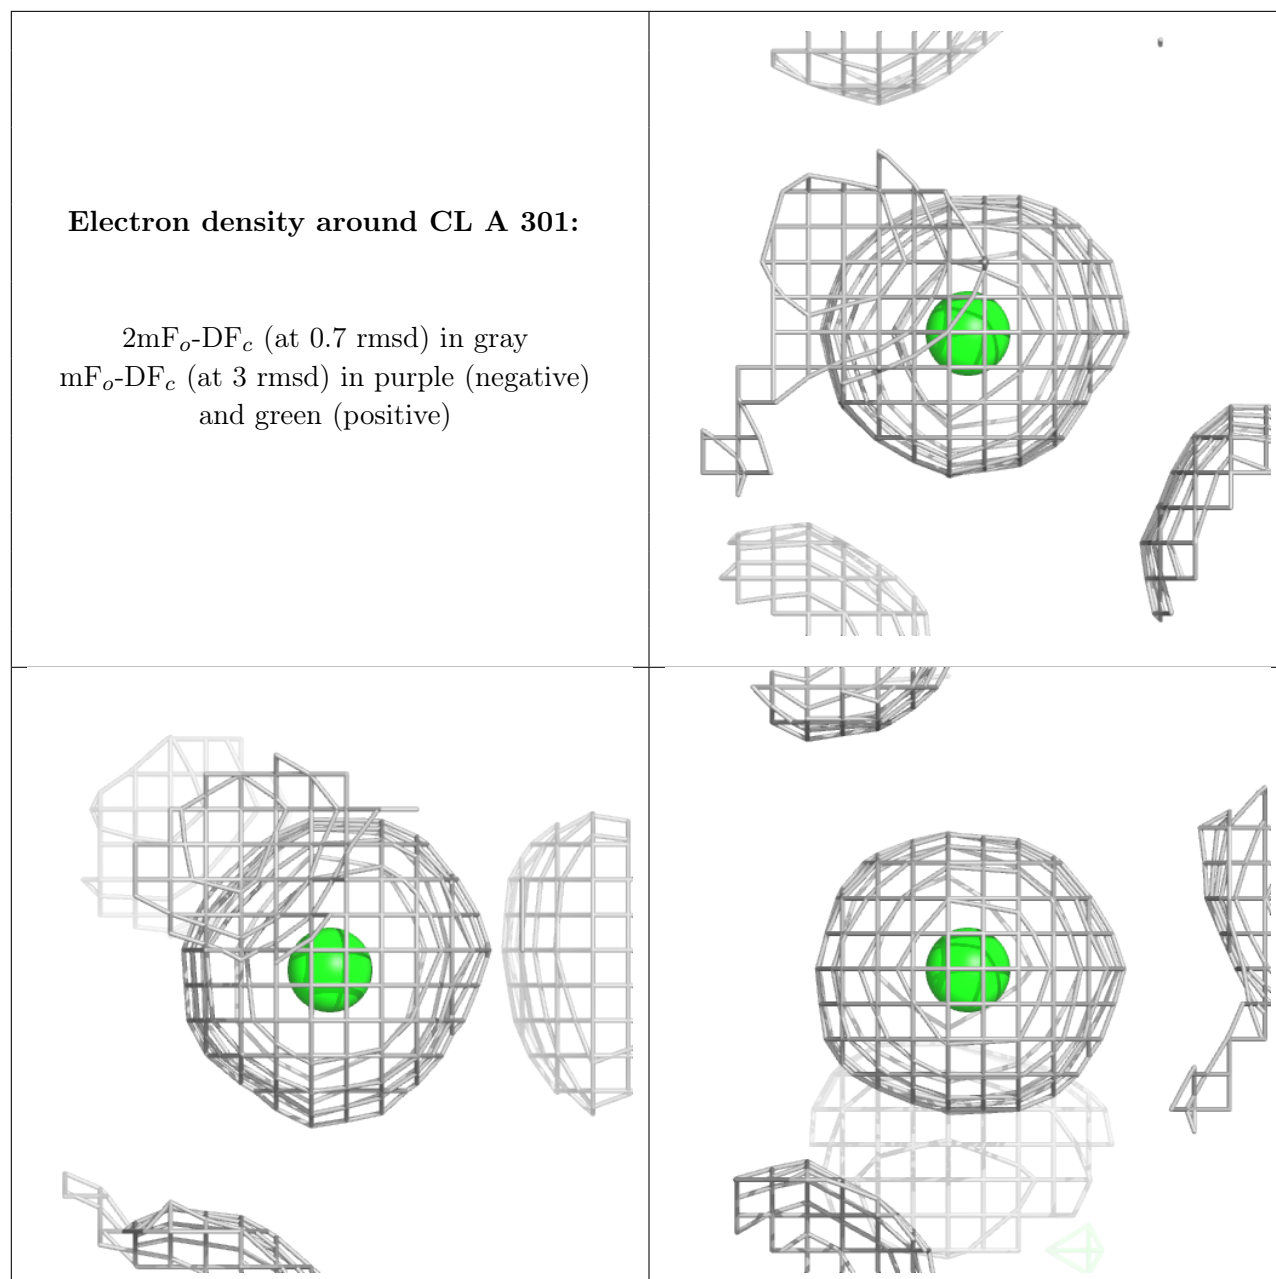 Electron density around CL A 301:
2mFₒ-DF𝒸 (at 0.7 rmsd) in gray
mFₒ-DF𝒸 (at 3 rmsd) in purple (negative)
and green (positive)